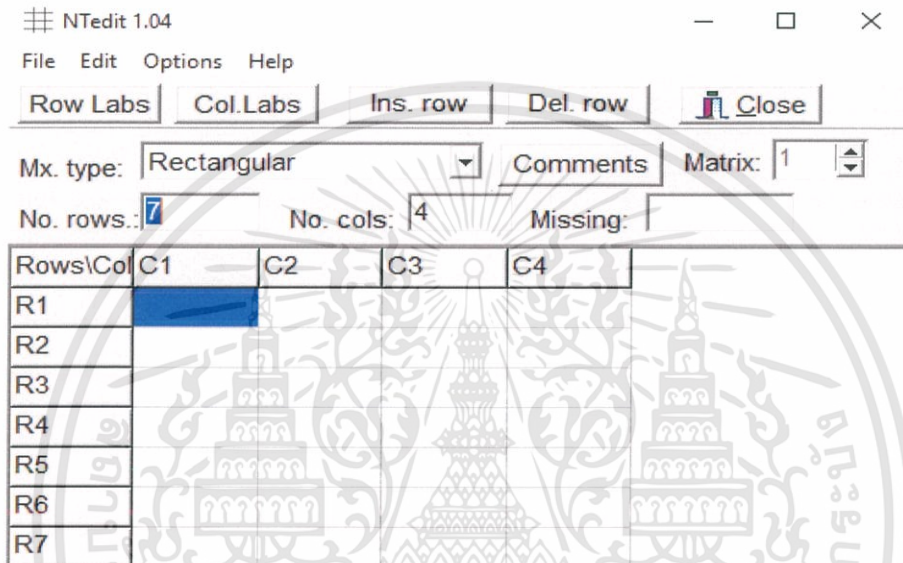 NTedit 1.04
File Edit Options Help
Row Labs Col.Labs Ins. row Del. row Close
Mx. type: Rectangular Comments Matrix: 1
No. rows.: 7 No. cols: 4 Missing:
Rows\Col C1 C2 C3 C4
R1
R2
R3
R4
R5
R6
R7